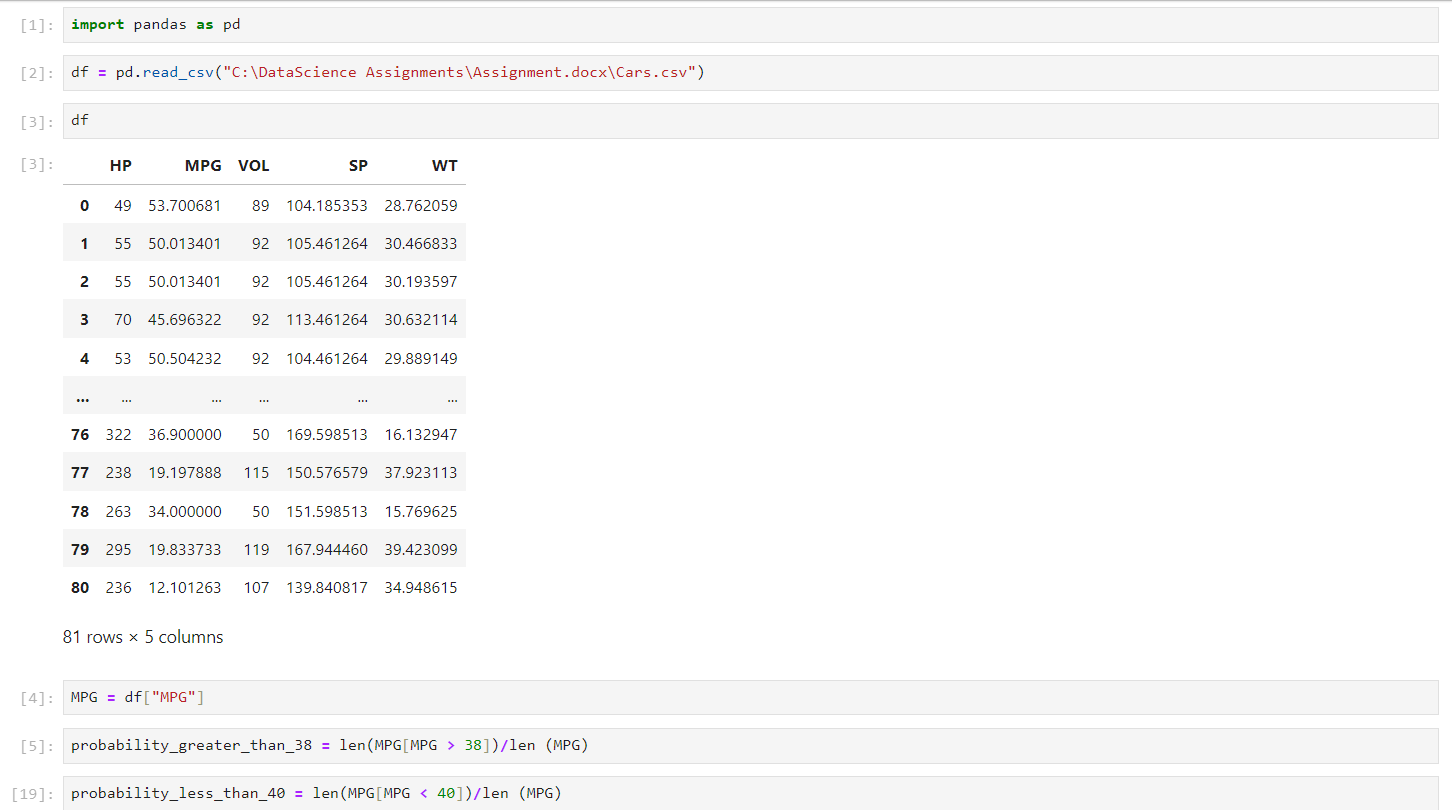 [1]: import pandas as pd
[2]: df = pd.read_csv("C:\DataScience Assignments\Assignment.docx\Cars.csv")
[3]: df
[3]: HP MPG VOL SP WT
0 49 53.700681 89 104.185353 28.762059
1 55 50.013401 92 105.461264 30.466833
2 55 50.013401 92 105.461264 30.193597
3 70 45.696322 92 113.461264 30.632114
4 53 50.504232 92 104.461264 29.889149
... ... ... ... ... ...
76 322 36.900000 50 169.598513 16.132947
77 238 19.197888 115 150.576579 37.923113
78 263 34.000000 50 151.598513 15.769625
79 295 19.833733 119 167.944460 39.423099
80 236 12.101263 107 139.840817 34.948615
81 rows × 5 columns
[4]: MPG = df["MPG"]
[5]: probability_greater_than_38 = len(MPG[MPG > 38])/len (MPG)
[19]: probability_less_than_40 = len(MPG[MPG < 40])/len (MPG)